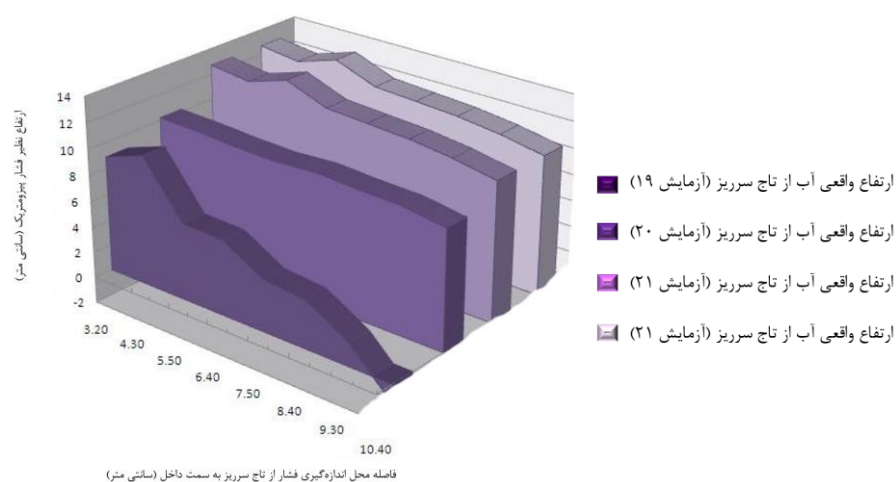 14
12
10
8
6
4
2
0
-2
ارتفاع نظیر فشار پیزومتریک (سانتی متر)
3.20
4.30
5.50
6.40
7.50
8.40
9.30
10.40
فاصله محل اندازه‌گیری فشار از تاج سرریز به سمت داخل (سانتی متر)
ارتفاع واقعی آب از تاج سرریز (آزمایش ۱۹)
ارتفاع واقعی آب از تاج سرریز (آزمایش ۲۰)
ارتفاع واقعی آب از تاج سرریز (آزمایش ۲۱)
ارتفاع واقعی آب از تاج سرریز (آزمایش ۲۱)